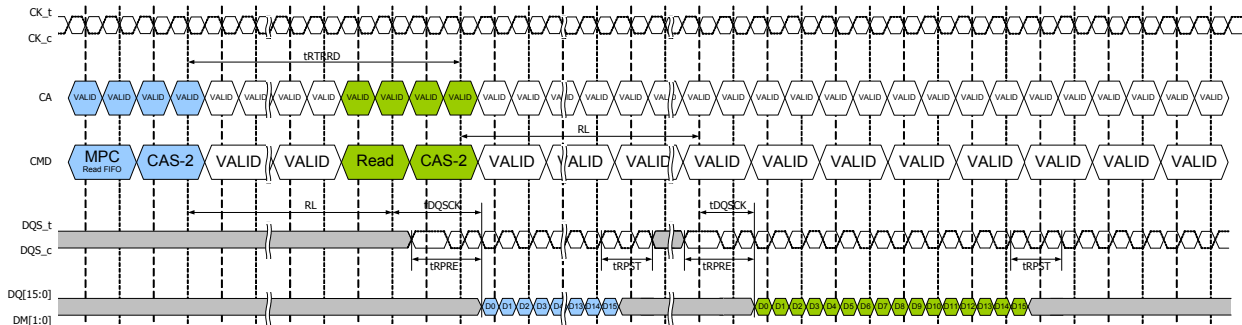 CK_t
CK_c
tRTRRD
CA VALID VALID VALID VALID VALID VALID VALID VALID VALID VALID VALID VALID VALID VALID VALID VALID VALID VALID VALID VALID VALID VALID VALID VALID VALID VALID VALID VALID VALID VALID VALID VALID VALID VALID
RL
CMD MPC CAS-2 VALID VALID Read CAS-2 VALID VALID VALID VALID VALID VALID VALID VALID VALID VALID VALID
Read FIFO
RL tDQSCK tDQSCK
DQS_t
DQS_c
tRPRE tRPST tRPRE tRPST
DQ[15:0]
D0 D1 D2 D3 D4 D13 D14 D15 D0 D1 D2 D3 D4 D5 D6 D7 D8 D9 D10 D11 D12 D13 D14 D15
DM[1:0]